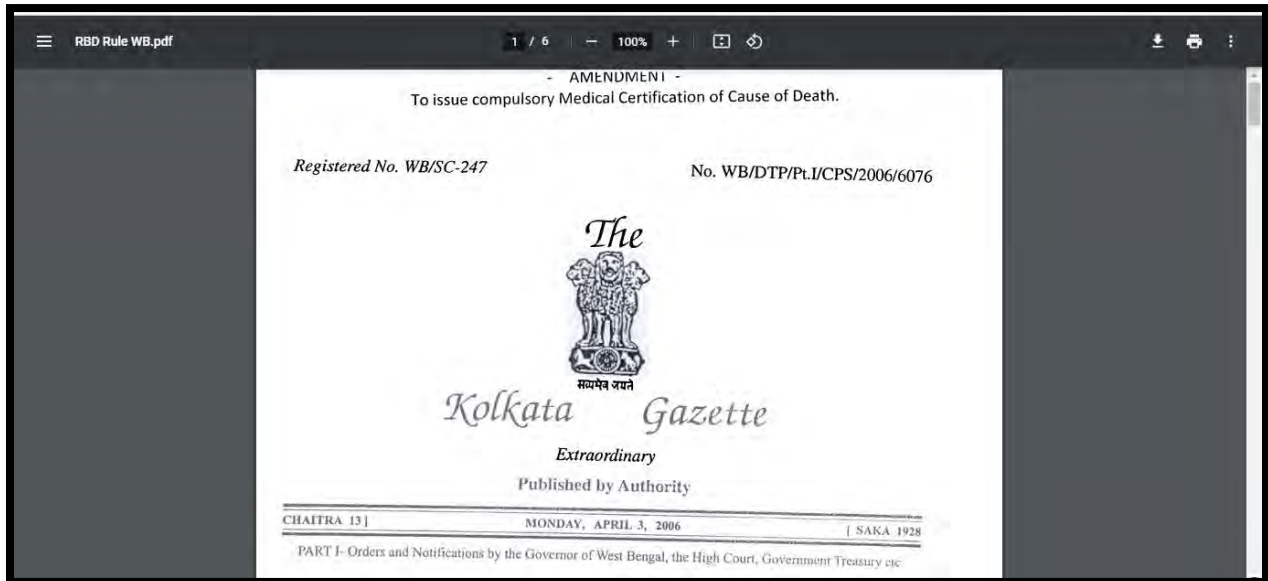 RBD Rule WB.pdf
1 / 6
100%
- AMENDMENT -
To issue compulsory Medical Certification of Cause of Death.
Registered No. WB/SC-247
No. WB/DTP/Pt.I/CPS/2006/6076
The
सत्यमेव जयते
Kolkata Gazette
Extraordinary
Published by Authority
CHAITRA 13]
MONDAY, APRIL 3, 2006
[ SAKA 1928
PART I- Orders and Notifications by the Governor of West Bengal, the High Court, Government Treasury etc